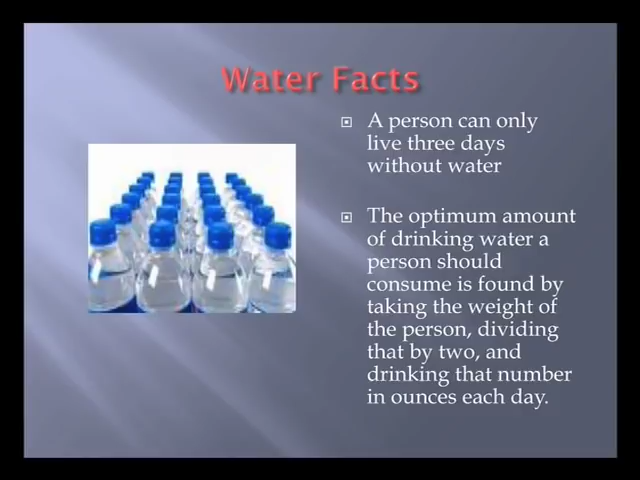 Water Facts
A person can only
live three days
without water
The optimum amount
of drinking water a
person should
consume is found by
taking the weight of
the person, dividing
that by two, and
drinking that number
in ounces each day.